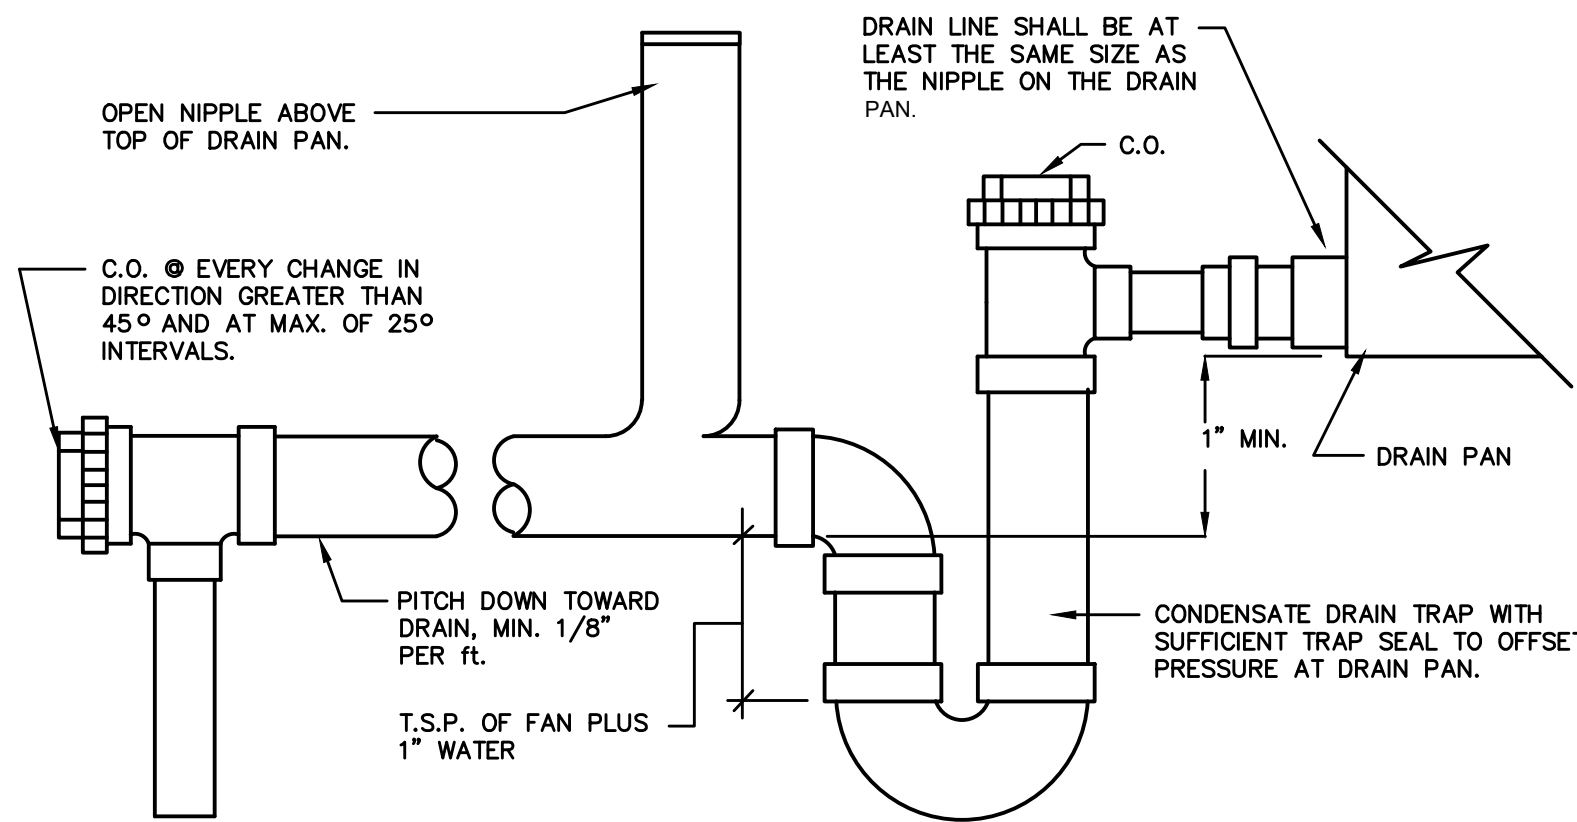 DRAIN LINE SHALL BE AT
LEAST THE SAME SIZE AS
THE NIPPLE ON THE DRAIN
PAN.
OPEN NIPPLE ABOVE
TOP OF DRAIN PAN.
C.O.
C.O. @ EVERY CHANGE IN
DIRECTION GREATER THAN
45° AND AT MAX. OF 25°
INTERVALS.
1" MIN.
DRAIN PAN
PITCH DOWN TOWARD
DRAIN, MIN. 1/8"
PER ft.
CONDENSATE DRAIN TRAP WITH
SUFFICIENT TRAP SEAL TO OFFSET
PRESSURE AT DRAIN PAN.
T.S.P. OF FAN PLUS
1" WATER